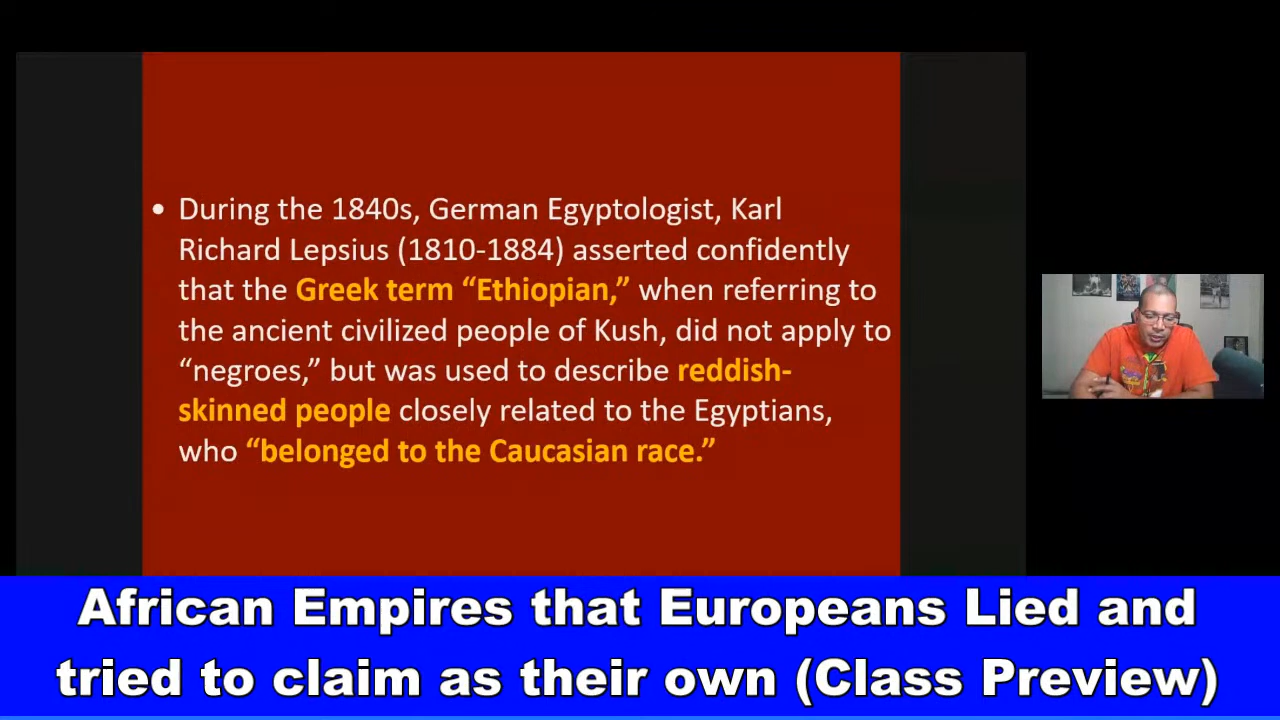 • During the 1840s, German Egyptologist, Karl
Richard Lepsius (1810-1884) asserted confidently
that the Greek term “Ethiopian,” when referring to
the ancient civilized people of Kush, did not apply to
“negroes,” but was used to describe reddish-
skinned people closely related to the Egyptians,
who “belonged to the Caucasian race.”
African Empires that Europeans Lied and
tried to claim as their own (Class Preview)